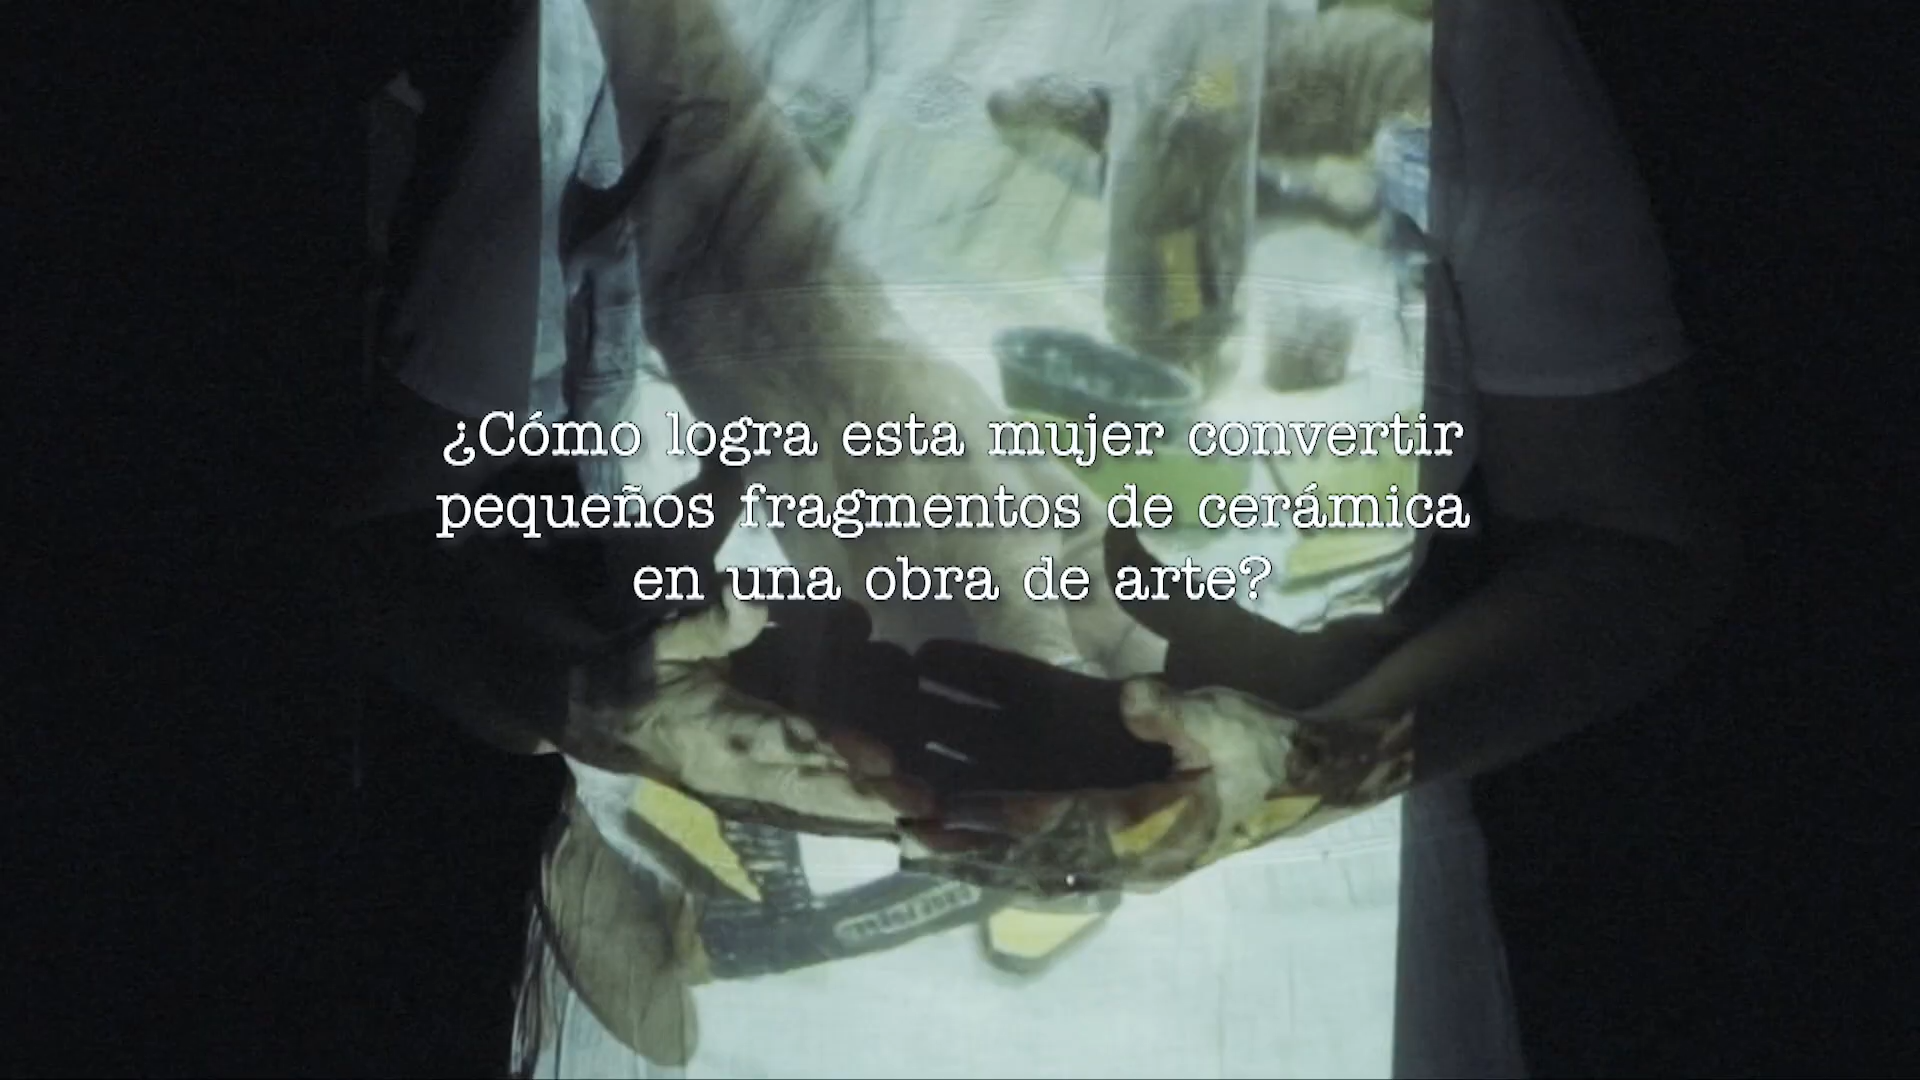 ¿Cómo logra esta mujer convertir
pequeños fragmentos de cerámica
en una obra de arte?